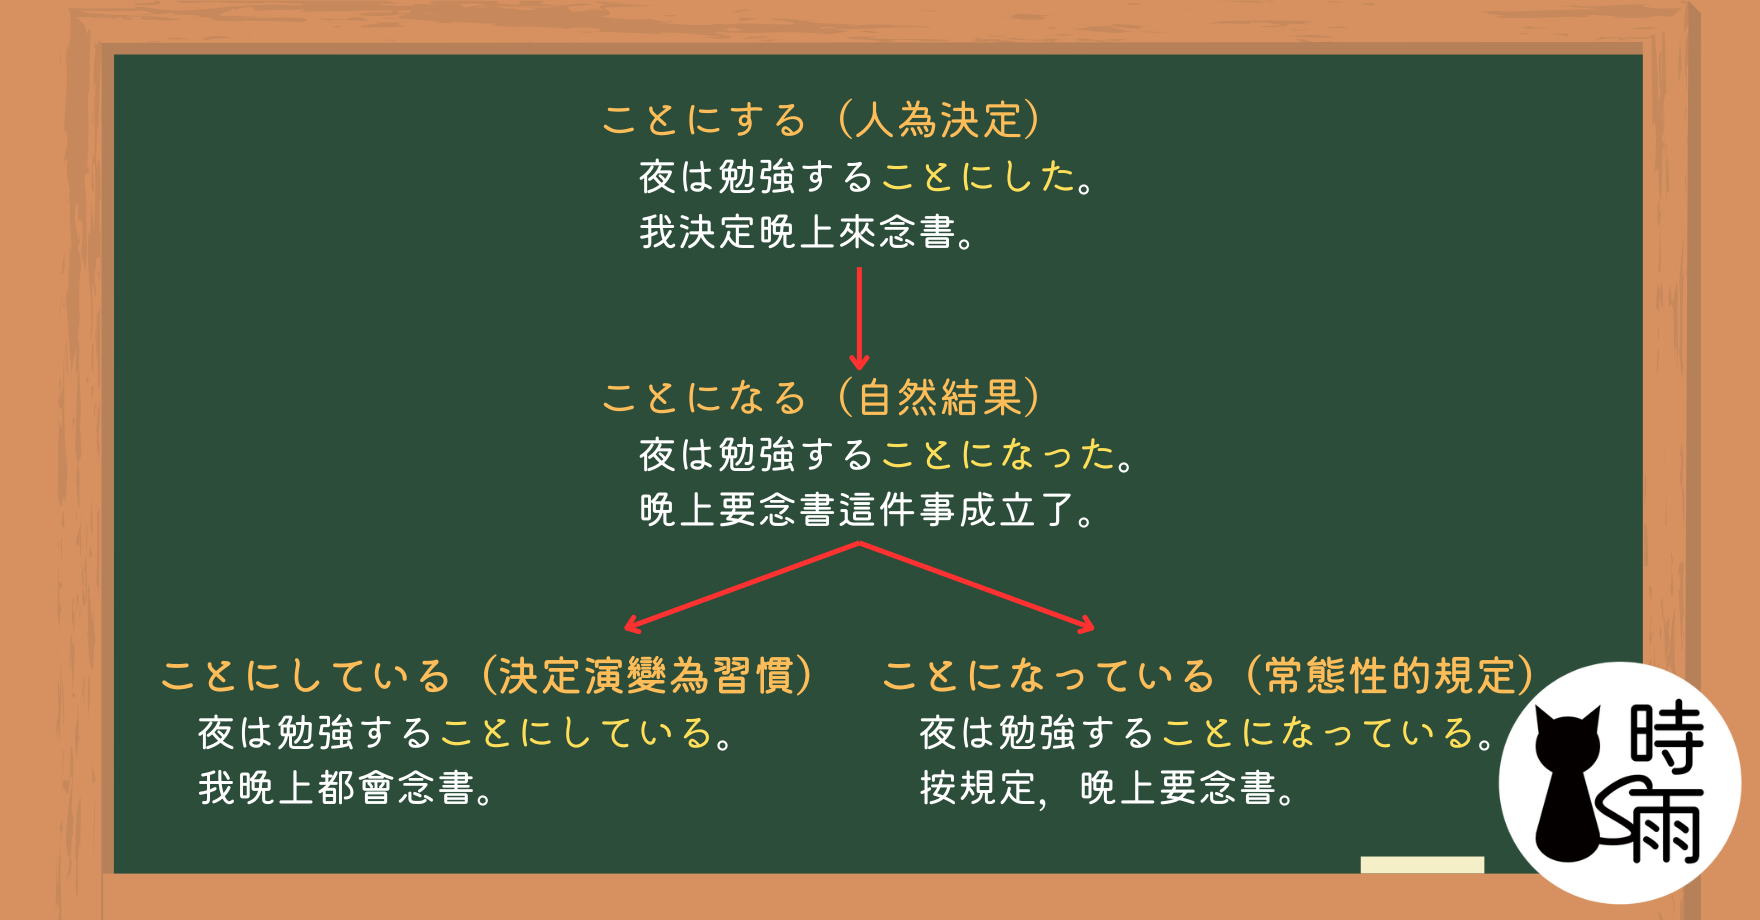 ことにする（人為決定）
夜は勉強することにした。
我決定晚上來念書。
ことになる（自然結果）
夜は勉強することになった。
晚上要念書這件事成立了。
ことにしている（決定演變為習慣）
夜は勉強することにしている。
我晚上都會念書。
ことになっている（常態性的規定）
夜は勉強することになっている。
按規定，晚上要念書。
時雨